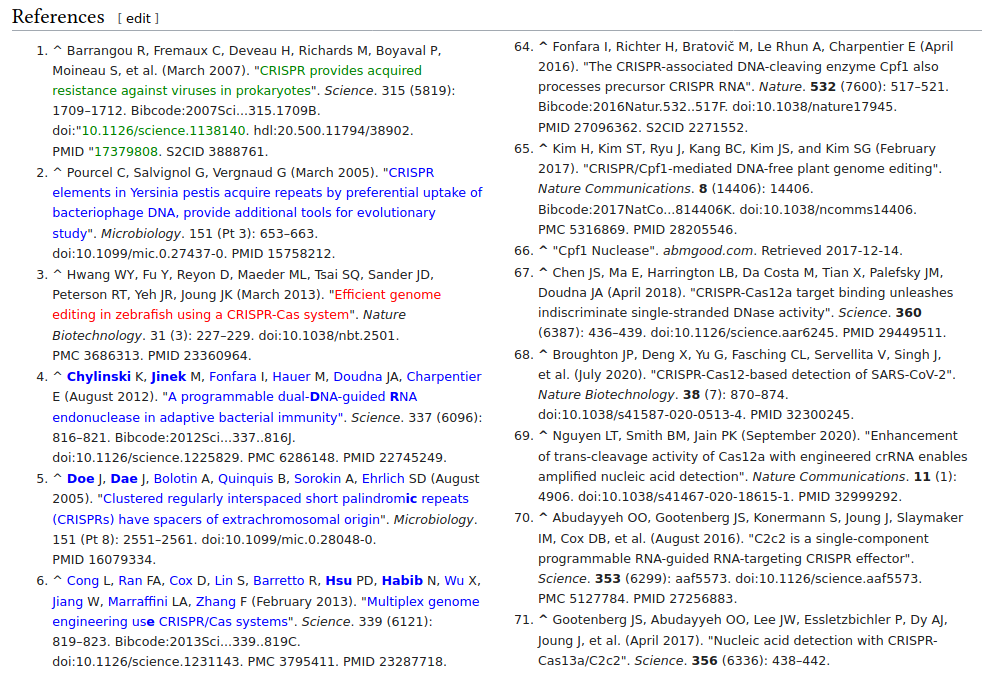 References [ edit ]
1. ^ Barrangou R, Fremaux C, Deveau H, Richards M, Boyaval P,
Moineau S, et al. (March 2007). "CRISPR provides acquired
resistance against viruses in prokaryotes". Science. 315 (5819):
1709–1712. Bibcode:2007Sci...315.1709B.
doi:"10.1126/science.1138140. hdl:20.500.11794/38902.
PMID "17379808. S2CID 3888761.
2. ^ Pourcel C, Salvignol G, Vergnaud G (March 2005). "CRISPR
elements in Yersinia pestis acquire repeats by preferential uptake of
bacteriophage DNA, provide additional tools for evolutionary
study". Microbiology. 151 (Pt 3): 653–663.
doi:10.1099/mic.0.27437-0. PMID 15758212.
3. ^ Hwang WY, Fu Y, Reyon D, Maeder ML, Tsai SQ, Sander JD,
Peterson RT, Yeh JR, Joung JK (March 2013). "Efficient genome
editing in zebrafish using a CRISPR-Cas system". Nature
Biotechnology. 31 (3): 227–229. doi:10.1038/nbt.2501.
PMC 3686313. PMID 23360964.
4. ^ Chylinski K, Jinek M, Fonfara I, Hauer M, Doudna JA, Charpentier
E (August 2012). "A programmable dual-DNA-guided RNA
endonuclease in adaptive bacterial immunity". Science. 337 (6096):
816–821. Bibcode:2012Sci...337..816J.
doi:10.1126/science.1225829. PMC 6286148. PMID 22745249.
5. ^ Doe J, Dae J, Bolotin A, Quinquis B, Sorokin A, Ehrlich SD (August
2005). "Clustered regularly interspaced short palindromic repeats
(CRISPRs) have spacers of extrachromosomal origin". Microbiology.
151 (Pt 8): 2551–2561. doi:10.1099/mic.0.28048-0.
PMID 16079334.
6. ^ Cong L, Ran FA, Cox D, Lin S, Barretto R, Hsu PD, Habib N, Wu X,
Jiang W, Marraffini LA, Zhang F (February 2013). "Multiplex genome
engineering use CRISPR/Cas systems". Science. 339 (6121):
819–823. Bibcode:2013Sci...339..819C.
doi:10.1126/science.1231143. PMC 3795411. PMID 23287718.
64. ^ Fonfara I, Richter H, Bratovič M, Le Rhun A, Charpentier E (April
2016). "The CRISPR-associated DNA-cleaving enzyme Cpf1 also
processes precursor CRISPR RNA". Nature. 532 (7600): 517–521.
Bibcode:2016Natur.532..517F. doi:10.1038/nature17945.
PMID 27096362. S2CID 2271552.
65. ^ Kim H, Kim ST, Ryu J, Kang BC, Kim JS, and Kim SG (February
2017). "CRISPR/Cpf1-mediated DNA-free plant genome editing".
Nature Communications. 8 (14406): 14406.
Bibcode:2017NatCo...814406K. doi:10.1038/ncomms14406.
PMC 5316869. PMID 28205546.
66. ^ "Cpf1 Nuclease". abmgood.com. Retrieved 2017-12-14.
67. ^ Chen JS, Ma E, Harrington LB, Da Costa M, Tian X, Palefsky JM,
Doudna JA (April 2018). "CRISPR-Cas12a target binding unleashes
indiscriminate single-stranded DNase activity". Science. 360
(6387): 436–439. doi:10.1126/science.aar6245. PMID 29449511.
68. ^ Broughton JP, Deng X, Yu G, Fasching CL, Servellita V, Singh J,
et al. (July 2020). "CRISPR-Cas12-based detection of SARS-CoV-2".
Nature Biotechnology. 38 (7): 870–874.
doi:10.1038/s41587-020-0513-4. PMID 32300245.
69. ^ Nguyen LT, Smith BM, Jain PK (September 2020). "Enhancement
of trans-cleavage activity of Cas12a with engineered crRNA enables
amplified nucleic acid detection". Nature Communications. 11 (1):
4906. doi:10.1038/s41467-020-18615-1. PMID 32999292.
70. ^ Abudayyeh OO, Gootenberg JS, Konermann S, Joung J, Slaymaker
IM, Cox DB, et al. (August 2016). "C2c2 is a single-component
programmable RNA-guided RNA-targeting CRISPR effector".
Science. 353 (6299): aaf5573. doi:10.1126/science.aaf5573.
PMC 5127784. PMID 27256883.
71. ^ Gootenberg JS, Abudayyeh OO, Lee JW, Essletzbichler P, Dy AJ,
Joung J, et al. (April 2017). "Nucleic acid detection with CRISPR-
Cas13a/C2c2". Science. 356 (6336): 438–442.